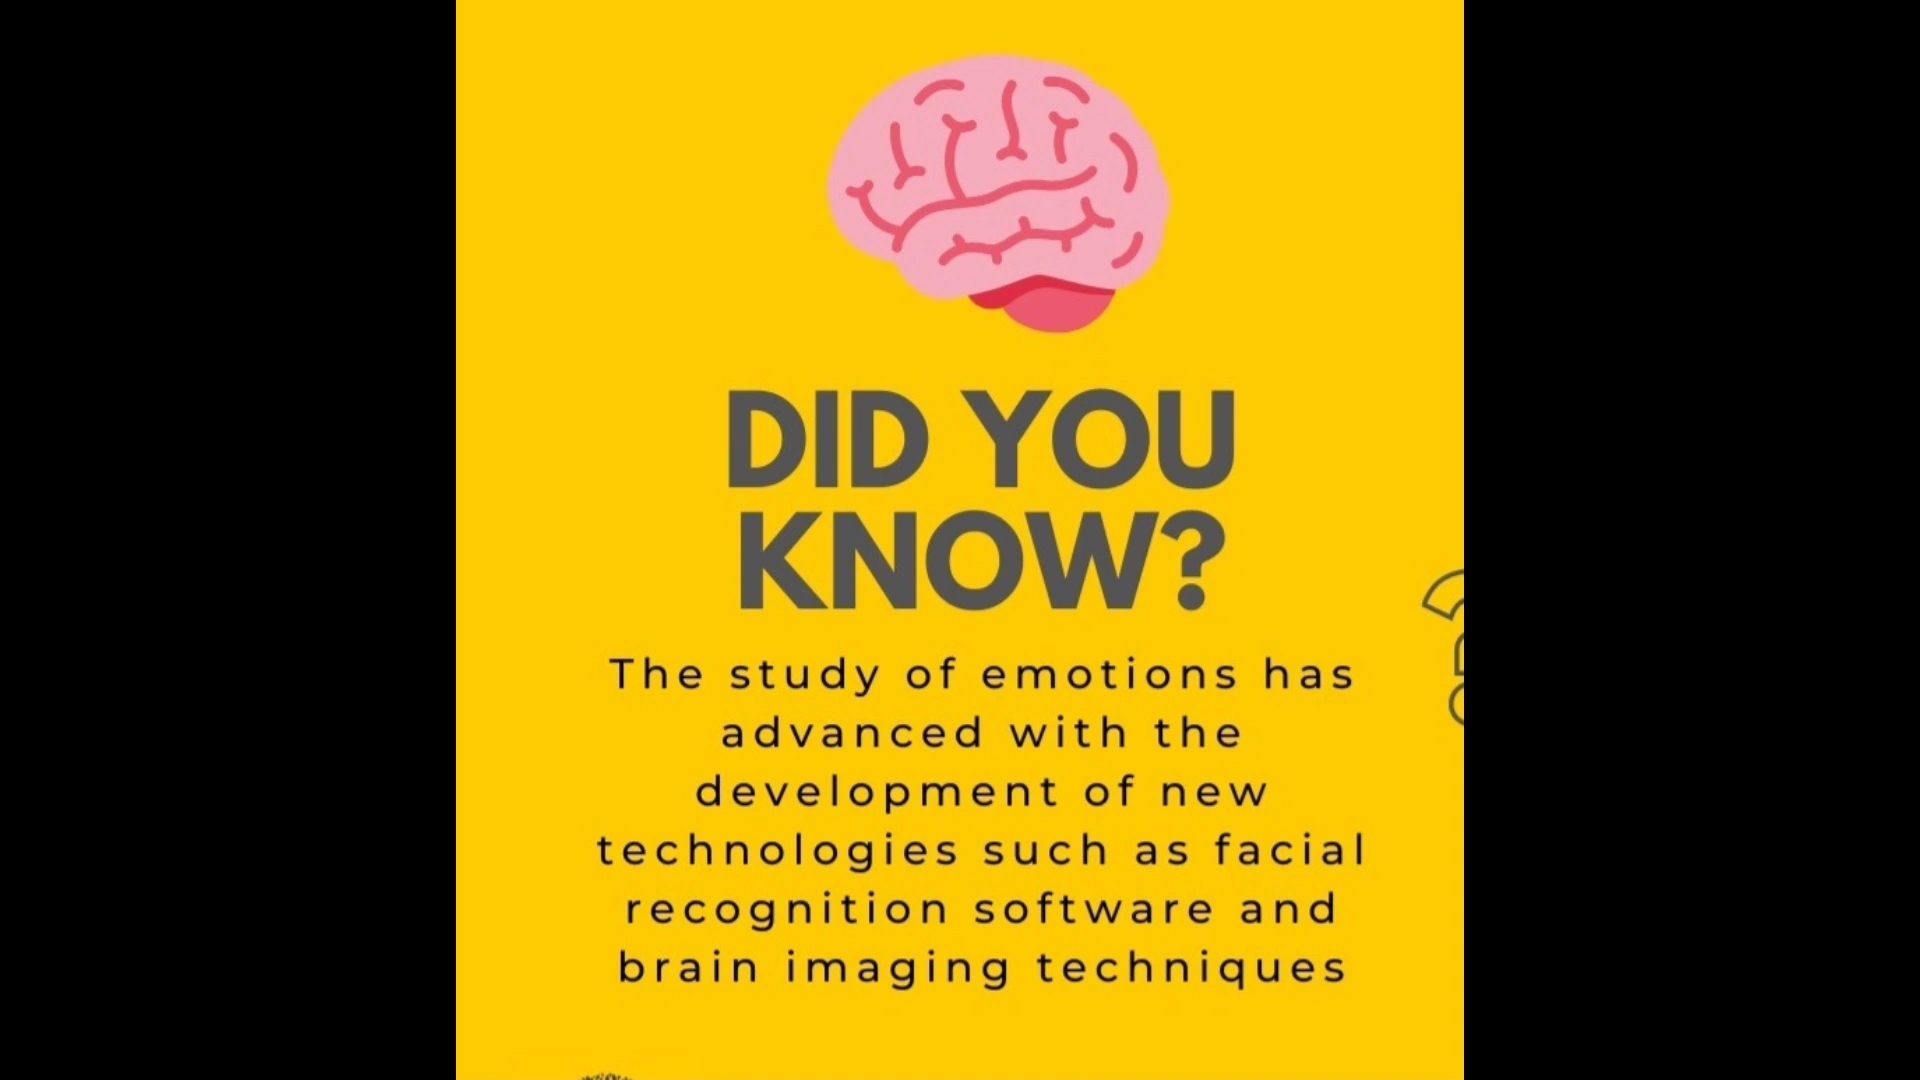 DID YOU
KNOW?
The study of emotions has
advanced with the
development of new
technologies such as facial
recognition software and
brain imaging techniques